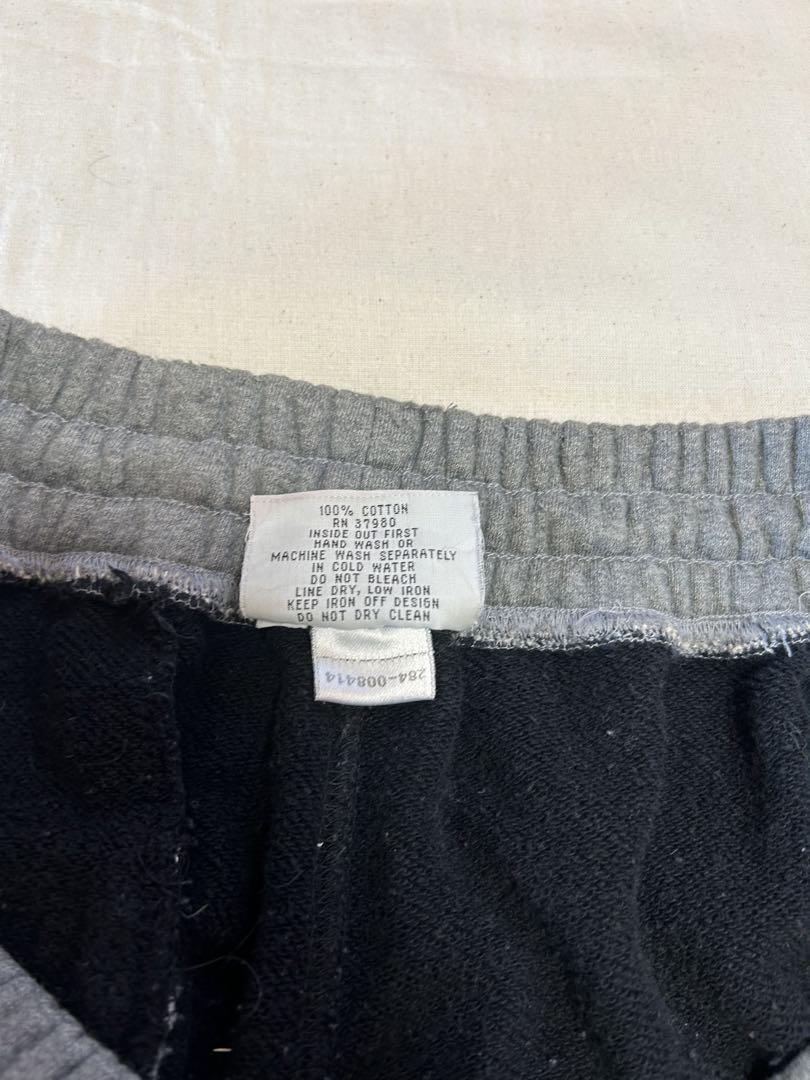 100% COTTON
RN 37980
INSIDE OUT FIRST
HAND WASH OR
MACHINE WASH SEPARATELY
IN COLD WATER
DO NOT BLEACH
LINE DRY, LOW IRON
KEEP IRON OFF DESIGN
DO NOT DRY CLEAN
284-008414